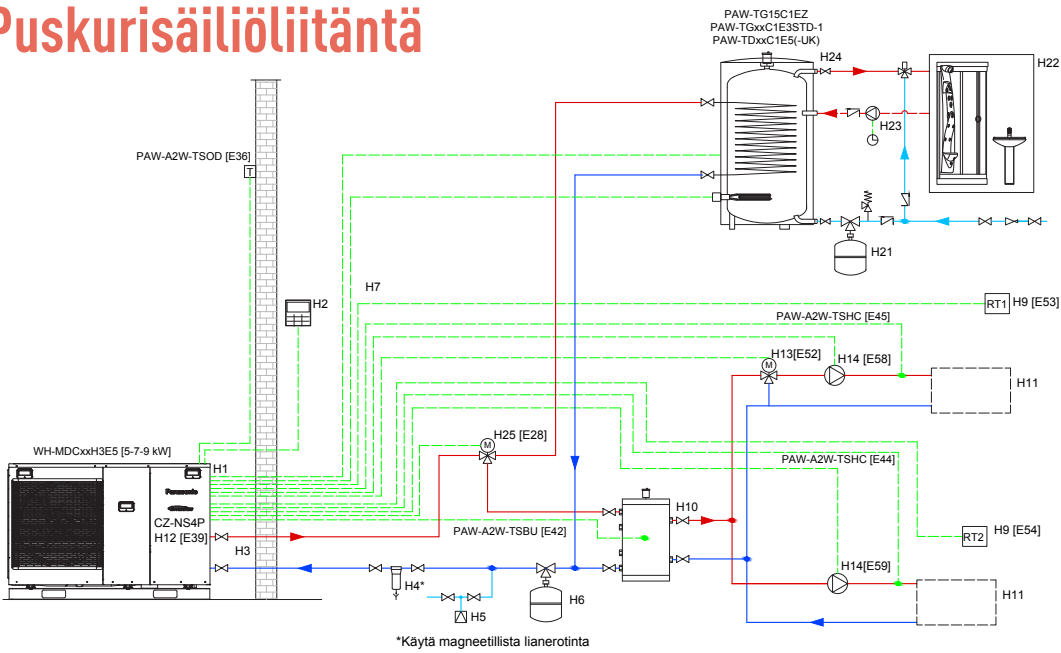 Puskurisäiliöliitäntä
PAW-TG15C1EZ
PAW-TGxxC1E3STD-1
PAW-TDxxC1E5(-UK)
H24
H22
H23
PAW-A2W-TSOD [E36]
T
H21
H7
H2
RT1
H9 [E53]
PAW-A2W-TSHC [E45]
H13[E52]
M
H14 [E58]
H11
H25 [E28]
M
WH-MDCxxH3E5 [5-7-9 kW]
PAW-A2W-TSHC [E44]
H1
Panasonic
CZ-NS4P
H12 [E39]
H10
PAW-A2W-TSBU [E42]
H3
RT2
H9 [E54]
H4*
H14[E59]
H6
H5
H11
*Käytä magneetillista lianerotinta